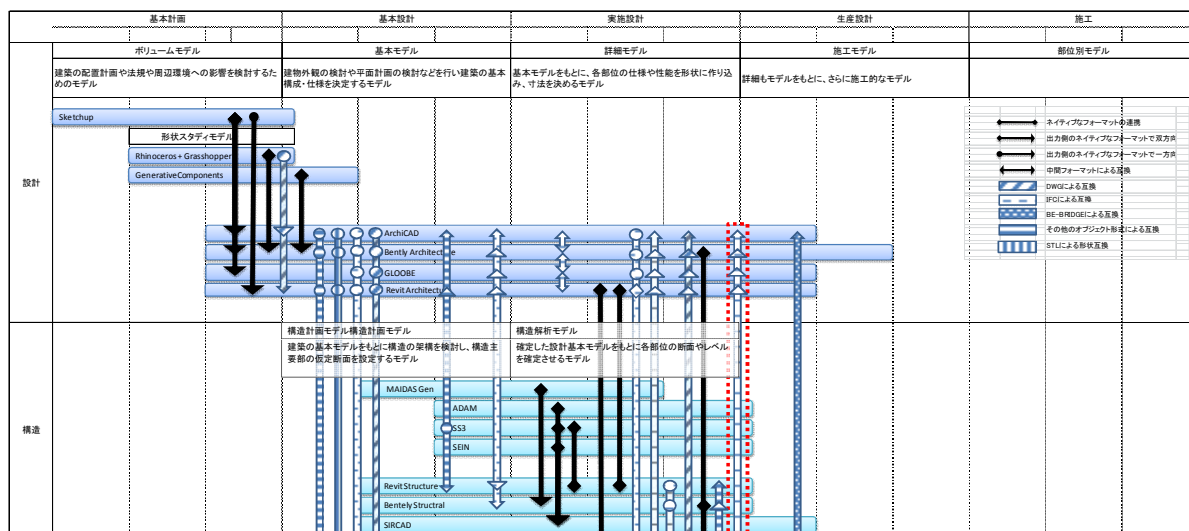 基本計画
基本設計
実施設計
生産設計
施工
ボリュームモデル
基本モデル
詳細モデル
施工モデル
部位別モデル
建築の配置計画や法規や周辺環境への影響を検討するた
めのモデル
建物外観の検討や平面計画の検討などを行い建築の基本
構成・仕様を決定するモデル
基本モデルをもとに、各部位の仕様や性能を形状に作り込
み、寸法を決めるモデル
詳細もモデルをもとに、さらに施工的なモデル
設計
Sketchup
形状スタディモデル
Rhinoceros + Grasshopper
GenerativeComponents
ArchiCAD
Bently Architecture
GLOOBE
Revit Architecture
ネイティブなフォーマットの連携
出力側のネイティブなフォーマットで双方向
出力側のネイティブなフォーマットで一方向
中間フォーマットによる互換
DWGによる互換
IFCによる互換
BE-BRIDGEによる互換
その他のオブジェクト形式による互換
STLによる形状互換
構造
構造計画モデル構造計画モデル
建築の基本モデルをもとに構造の架構を検討し、構造主
要部の仮定断面を設定するモデル
構造解析モデル
確定した設計基本モデルをもとに各部位の断面やレベル
を確定させるモデル
MAIDAS Gen
ADAM
SS3
SEIN
Revit Structure
Bentely Structral
SIRCAD